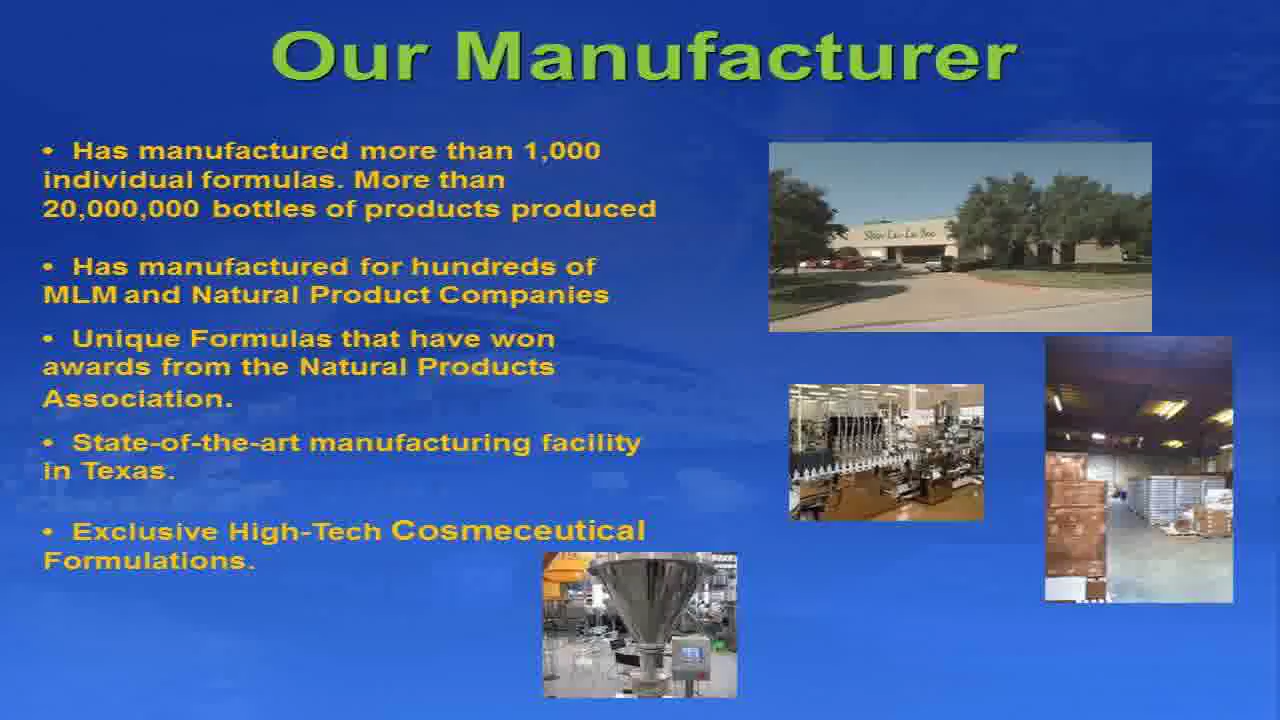 Our Manufacturer
• Has manufactured more than 1,000
individual formulas. More than
20,000,000 bottles of products produced
• Has manufactured for hundreds of
MLM and Natural Product Companies
• Unique Formulas that have won
awards from the Natural Products
Association.
• State-of-the-art manufacturing facility
in Texas.
• Exclusive High-Tech Cosmeceutical
Formulations.